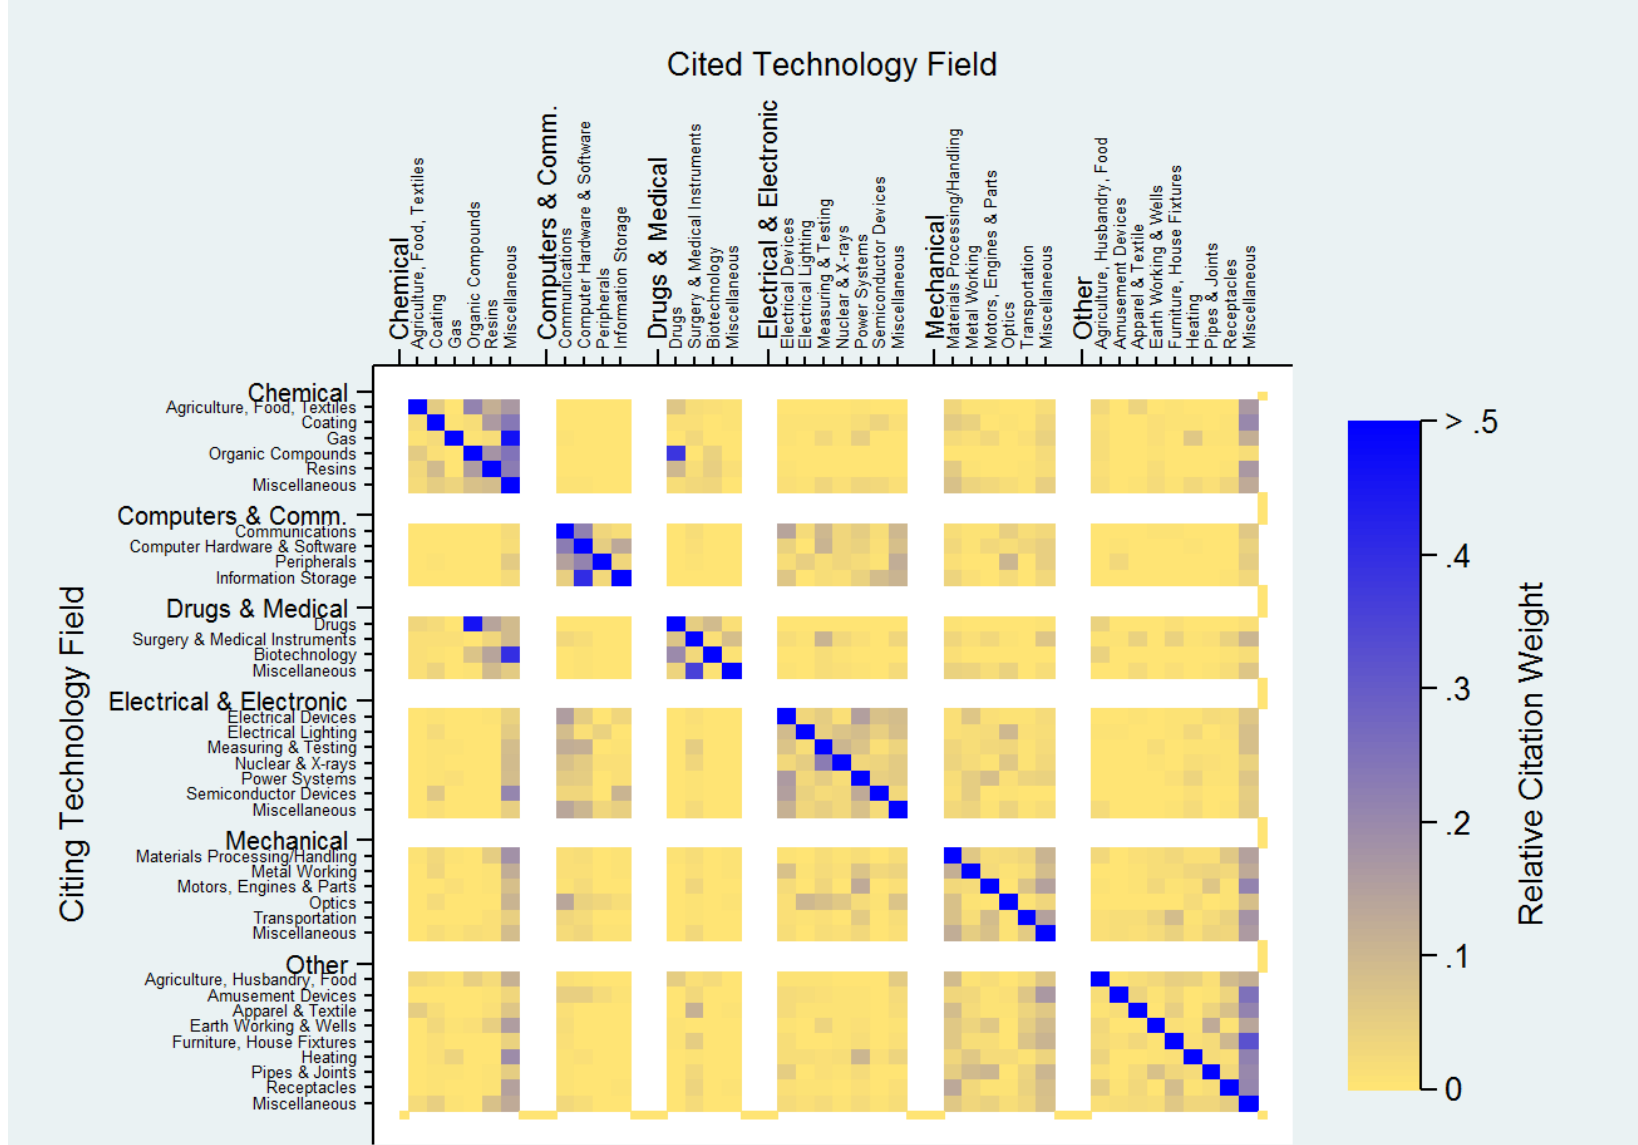 Cited Technology Field
Chemical
Agriculture, Food, Textiles
Coating
Gas
Organic Compounds
Resins
Miscellaneous
Computers & Comm.
Communications
Computer Hardware & Software
Peripherals
Information Storage
Drugs & Medical
Drugs
Surgery & Medical Instruments
Biotechnology
Miscellaneous
Electrical & Electronic
Electrical Devices
Electrical Lighting
Measuring & Testing
Nuclear & X-rays
Power Systems
Semiconductor Devices
Miscellaneous
Mechanical
Materials Processing/Handling
Metal Working
Motors, Engines & Parts
Optics
Transportation
Miscellaneous
Other
Agriculture, Husbandry, Food
Amusement Devices
Apparel & Textile
Earth Working & Wells
Furniture, House Fixtures
Heating
Pipes & Joints
Receptacles
Miscellaneous
Citing Technology Field
Chemical
Agriculture, Food, Textiles
Coating
Gas
Organic Compounds
Resins
Miscellaneous
Computers & Comm.
Communications
Computer Hardware & Software
Peripherals
Information Storage
Drugs & Medical
Drugs
Surgery & Medical Instruments
Biotechnology
Miscellaneous
Electrical & Electronic
Electrical Devices
Electrical Lighting
Measuring & Testing
Nuclear & X-rays
Power Systems
Semiconductor Devices
Miscellaneous
Mechanical
Materials Processing/Handling
Metal Working
Motors, Engines & Parts
Optics
Transportation
Miscellaneous
Other
Agriculture, Husbandry, Food
Amusement Devices
Apparel & Textile
Earth Working & Wells
Furniture, House Fixtures
Heating
Pipes & Joints
Receptacles
Miscellaneous
> .5
.4
.3
.2
.1
0
Relative Citation Weight